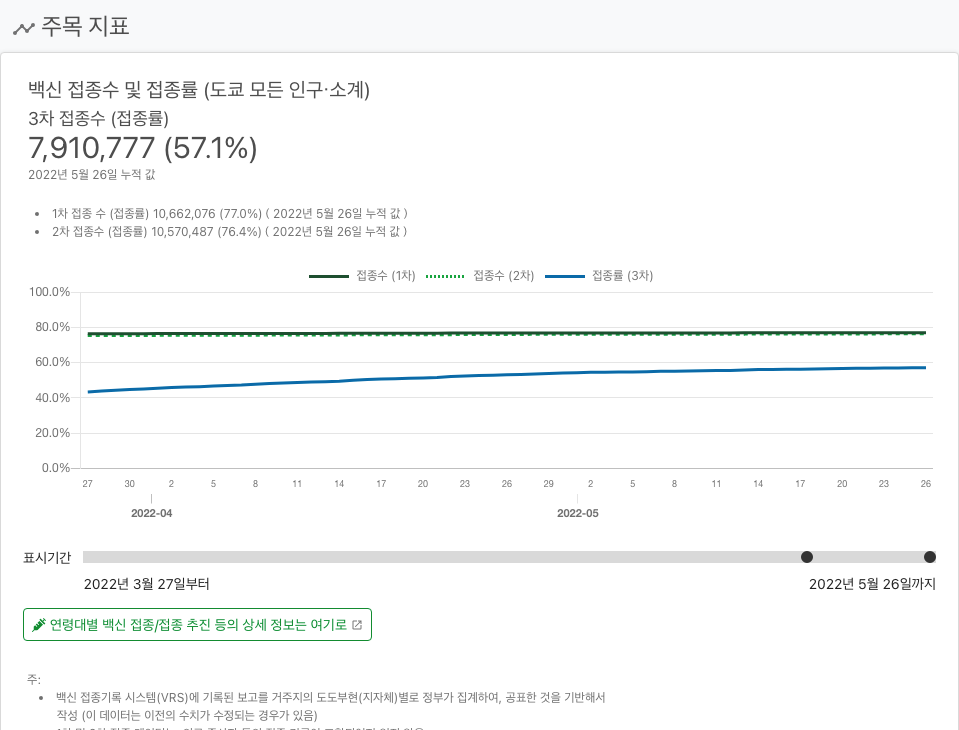 주목 지표
백신 접종수 및 접종률 (도쿄 모든 인구·소계)
3차 접종수 (접종률)
7,910,777 (57.1%)
2022년 5월 26일 누적 값
1차 접종 수 (접종률) 10,662,076 (77.0%) ( 2022년 5월 26일 누적 값 )
2차 접종수 (접종률) 10,570,487 (76.4%) ( 2022년 5월 26일 누적 값 )
접종수 (1차) 접종수 (2차) 접종률 (3차)
100.0%
80.0%
60.0%
40.0%
20.0%
0.0%
27 30 2 5 8 11 14 17 20 23 26 29 2 5 8 11 14 17 20 23 26
2022-04 2022-05
표시기간
2022년 3월 27일부터 2022년 5월 26일까지
연령대별 백신 접종/접종 추진 등의 상세 정보는 여기로
주:
백신 접종기록 시스템(VRS)에 기록된 보고를 거주지의 도도부현(지자체)별로 정부가 집계하여, 공표한 것을 기반해서
작성 (이 데이터는 이전의 수치가 수정되는 경우가 있음)